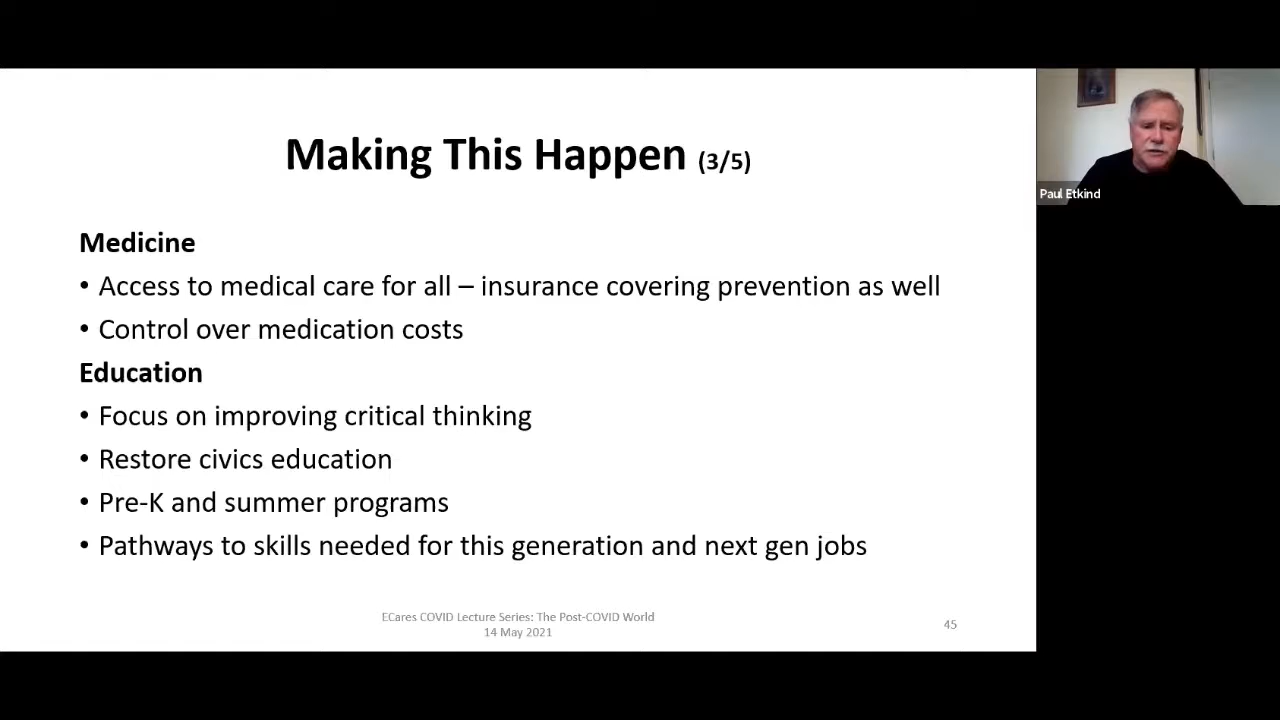 Making This Happen (3/5)
Medicine
• Access to medical care for all – insurance covering prevention as well
• Control over medication costs
Education
• Focus on improving critical thinking
• Restore civics education
• Pre-K and summer programs
• Pathways to skills needed for this generation and next gen jobs
ECares COVID Lecture Series: The Post-COVID World
14 May 2021
45
Paul Etkind